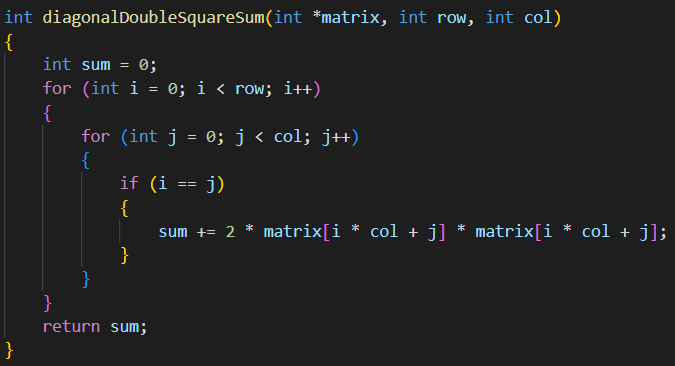 int diagonalDoubleSquareSum(int *matrix, int row, int col)
{
    int sum = 0;
    for (int i = 0; i < row; i++)
    {
        for (int j = 0; j < col; j++)
        {
            if (i == j)
            {
                sum += 2 * matrix[i * col + j] * matrix[i * col + j];
            }
        }
    }
    return sum;
}